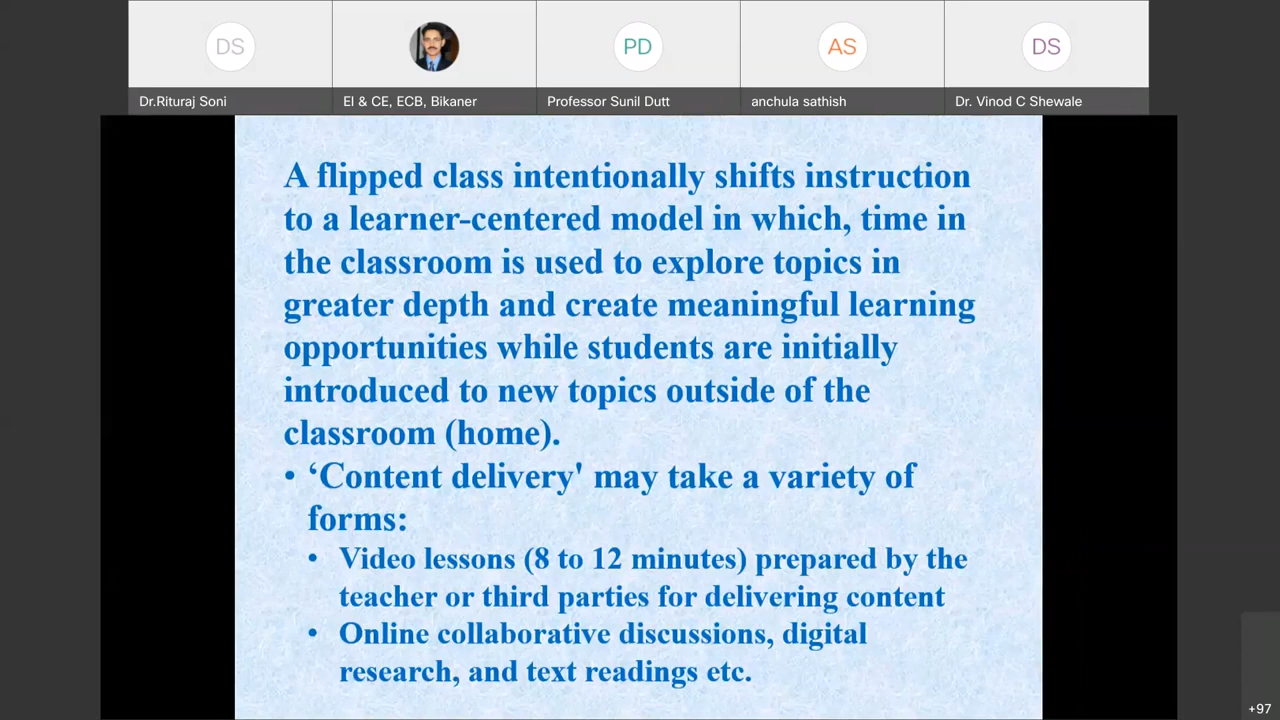 DS
PD
AS
DS
Dr.Rituraj Soni
EI & CE, ECB, Bikaner
Professor Sunil Dutt
anchula sathish
Dr. Vinod C Shewale
A flipped class intentionally shifts instruction
to a learner-centered model in which, time in
the classroom is used to explore topics in
greater depth and create meaningful learning
opportunities while students are initially
introduced to new topics outside of the
classroom (home).
• ‘Content delivery' may take a variety of
forms:
• Video lessons (8 to 12 minutes) prepared by the
teacher or third parties for delivering content
• Online collaborative discussions, digital
research, and text readings etc.
+97